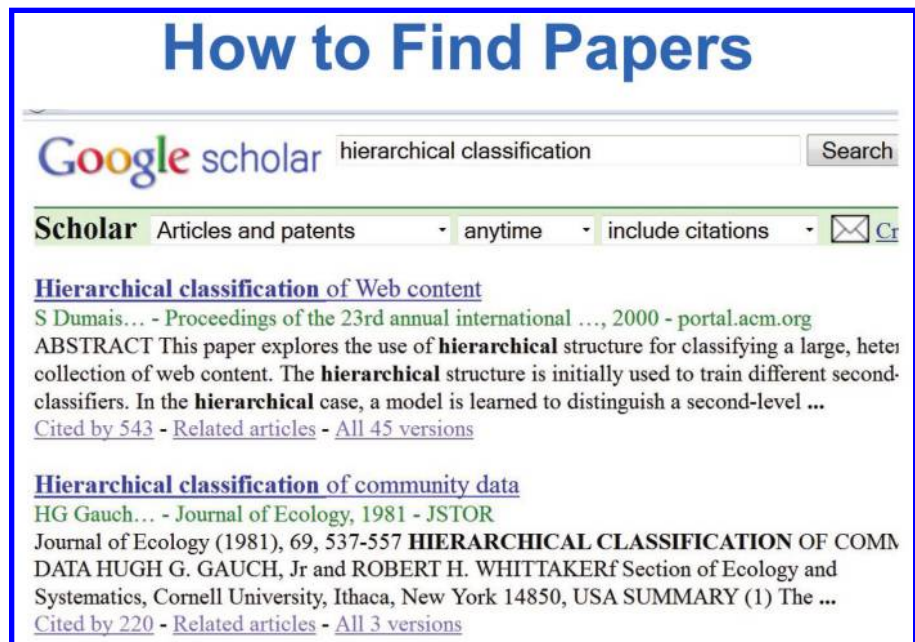 How to Find Papers
Google scholar hierarchical classification Search
Scholar Articles and patents anytime include citations Cr
Hierarchical classification of Web content
S Dumais... - Proceedings of the 23rd annual international ..., 2000 - portal.acm.org
ABSTRACT This paper explores the use of hierarchical structure for classifying a large, heter
collection of web content. The hierarchical structure is initially used to train different second-
classifiers. In the hierarchical case, a model is learned to distinguish a second-level ...
Cited by 543 - Related articles - All 45 versions
Hierarchical classification of community data
HG Gauch... - Journal of Ecology, 1981 - JSTOR
Journal of Ecology (1981), 69, 537-557 HIERARCHICAL CLASSIFICATION OF COMM
DATA HUGH G. GAUCH, Jr and ROBERT H. WHITTAKERf Section of Ecology and
Systematics, Cornell University, Ithaca, New York 14850, USA SUMMARY (1) The ...
Cited by 220 - Related articles - All 3 versions